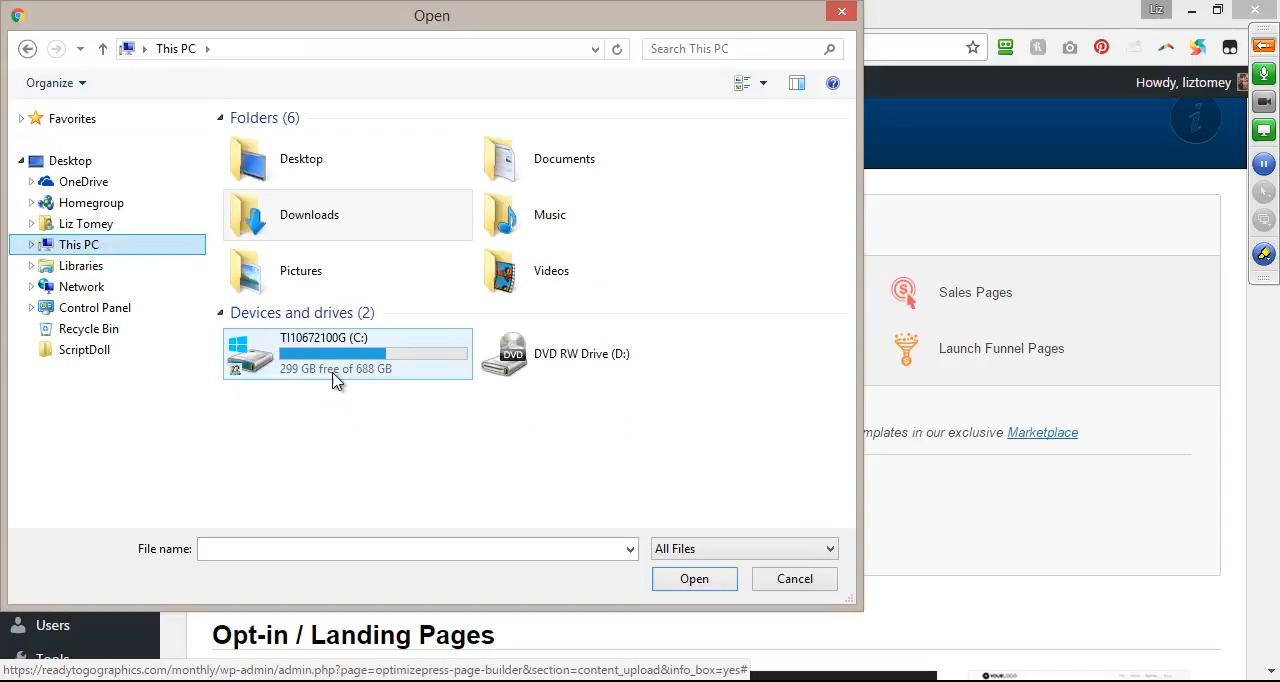 Open
Liz
This PC
Search This PC
Organize
Howdy, liztomey
Favorites
Desktop
OneDrive
Homegroup
Liz Tomey
This PC
Libraries
Network
Control Panel
Recycle Bin
ScriptDoll
Folders (6)
Desktop
Documents
Downloads
Music
Pictures
Videos
Devices and drives (2)
TI10672100G (C:)
299 GB free of 688 GB
DVD
DVD RW Drive (D:)
Sales Pages
Launch Funnel Pages
mplates in our exclusive Marketplace
File name:
All Files
Open
Cancel
Users
Tools
Opt-in / Landing Pages
https://readytogographics.com/monthly/wp-admin/admin.php?page=optimizepress-page-builder&section=content_upload&info_box=yes#
YOURLOGO